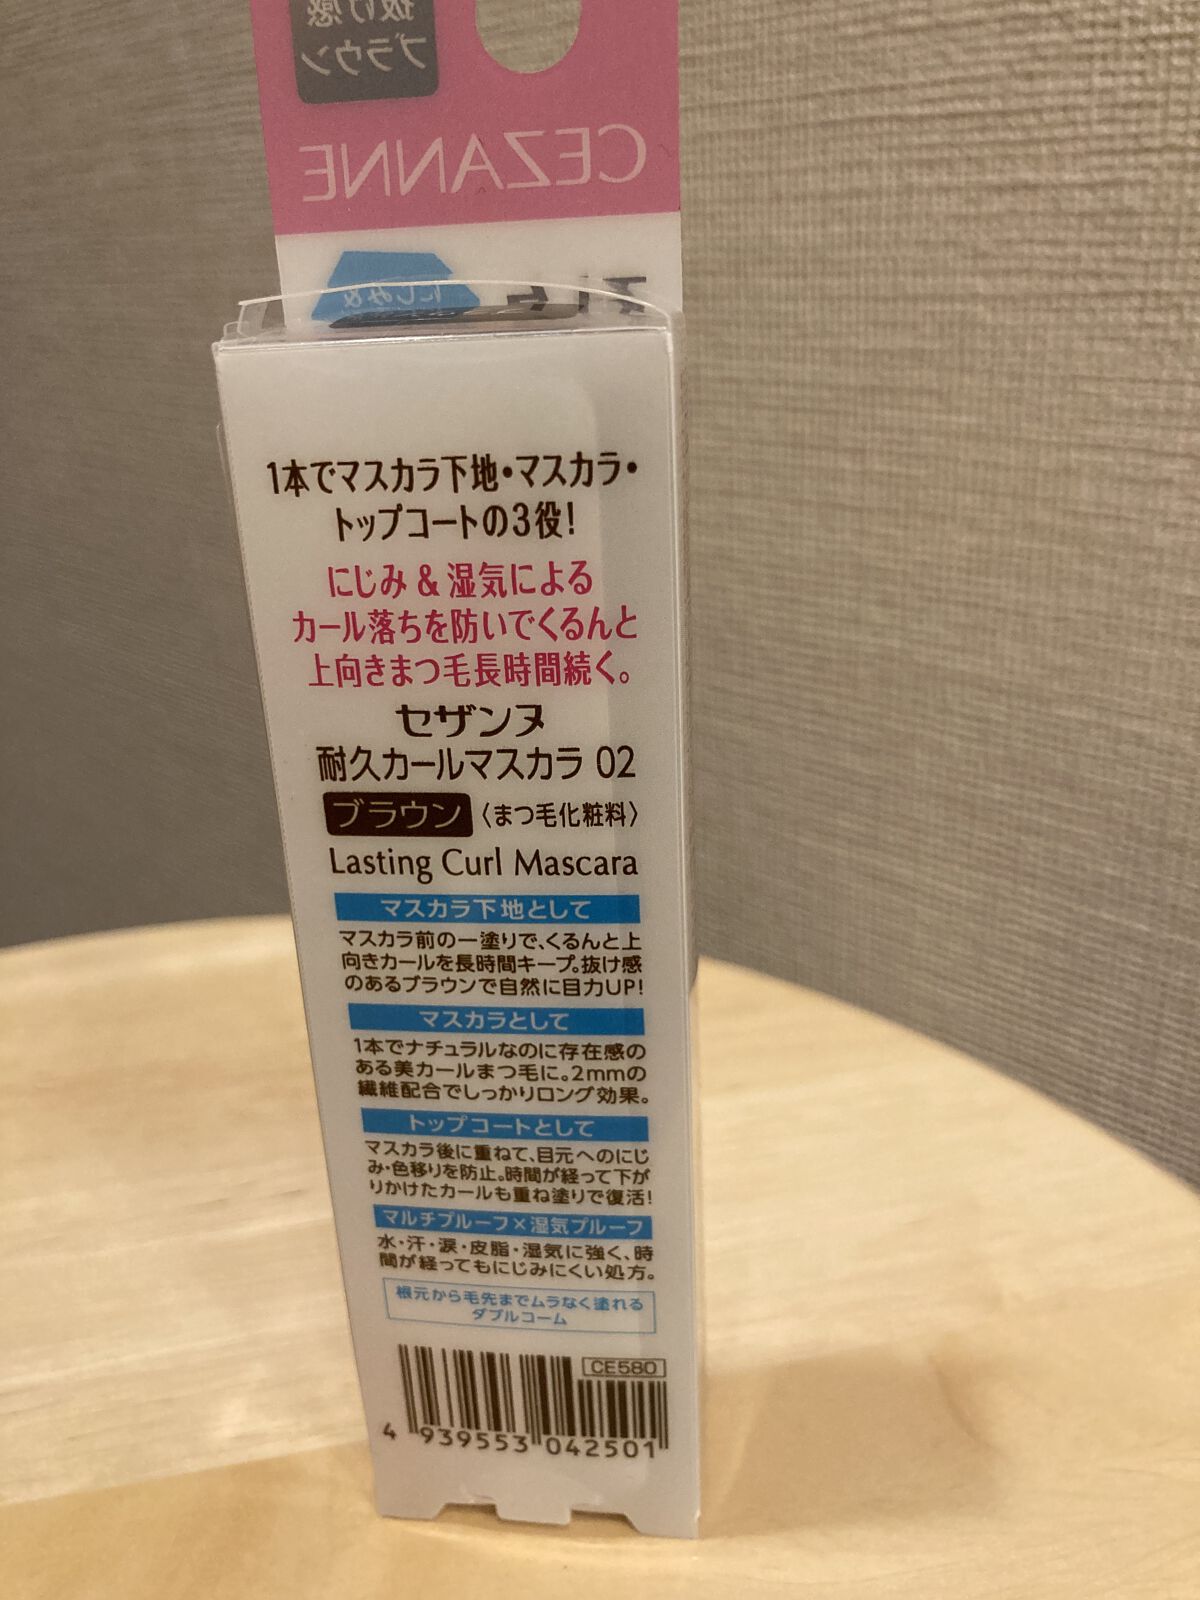 抜け感
ブラウン
CEZANNE
にじみ&
1本でマスカラ下地・マスカラ・
トップコートの3役!
にじみ & 湿気による
カール落ちを防いでくるんと
上向きまつ毛長時間続く。
セザンヌ
耐久カールマスカラ 02
ブラウン 〈まつ毛化粧料〉
Lasting Curl Mascara
マスカラ下地として
マスカラ前の一塗りで、くるんと上
向きカールを長時間キープ。抜け感
のあるブラウンで自然に目力UP!
マスカラとして
1本でナチュラルなのに存在感の
ある美カールまつ毛に。2mmの
繊維配合でしっかりロング効果。
トップコートとして
マスカラ後に重ねて、目元へのにじ
み・色移りを防止。時間が経って下が
りかけたカールも重ね塗りで復活!
マルチプルーフ×湿気プルーフ
水・汗・涙・皮脂・湿気に強く、時
間が経ってもにじみにくい処方。
根元から毛先までムラなく塗れる
ダブルコーム
CE580
4 939553 042501